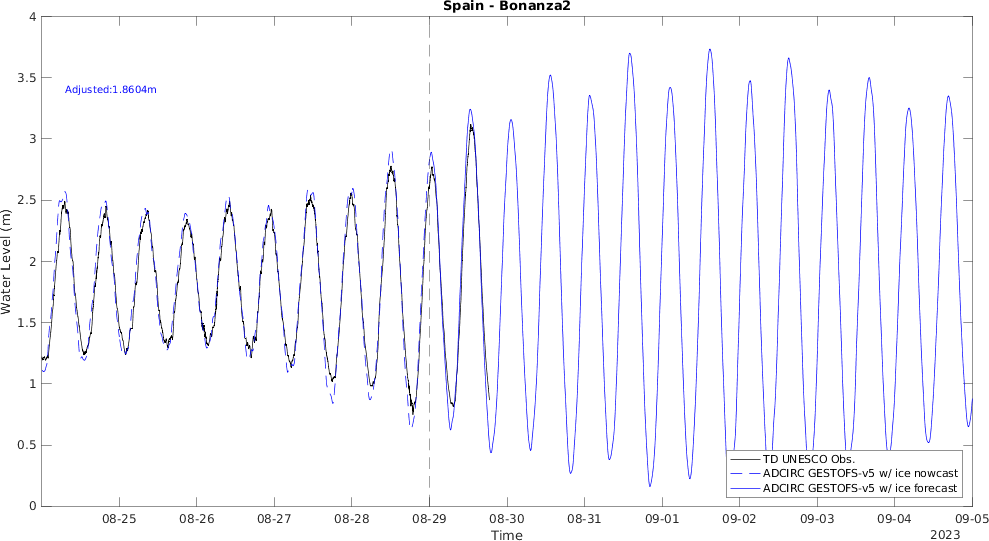 Spain - Bonanza2
4
3.5
3
2.5
2
1.5
1
0.5
0
Water Level (m)
Adjusted:1.8604m
TD UNESCO Obs.
ADCIRC GESTOFS-v5 w/ ice nowcast
ADCIRC GESTOFS-v5 w/ ice forecast
08-25 08-26 08-27 08-28 08-29 08-30 08-31 09-01 09-02 09-03 09-04 09-05
Time
2023